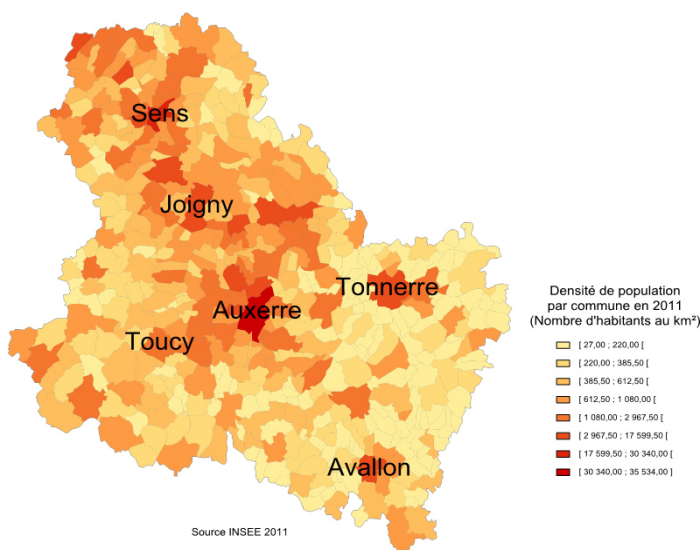 Sens
Joigny
Tonnerre
Auxerre
Toucy
Avallon
Densité de population
par commune en 2011
(Nombre d'habitants au km²)
[ 27,00 ; 220,00 [
[ 220,00 ; 385,50 [
[ 385,50 ; 612,50 [
[ 612,50 ; 1 080,00 [
[ 1 080,00 ; 2 967,50 [
[ 2 967,50 ; 17 599,50 [
[ 17 599,50 ; 30 340,00 [
[ 30 340,00 ; 35 534,00 ]
Source INSEE 2011